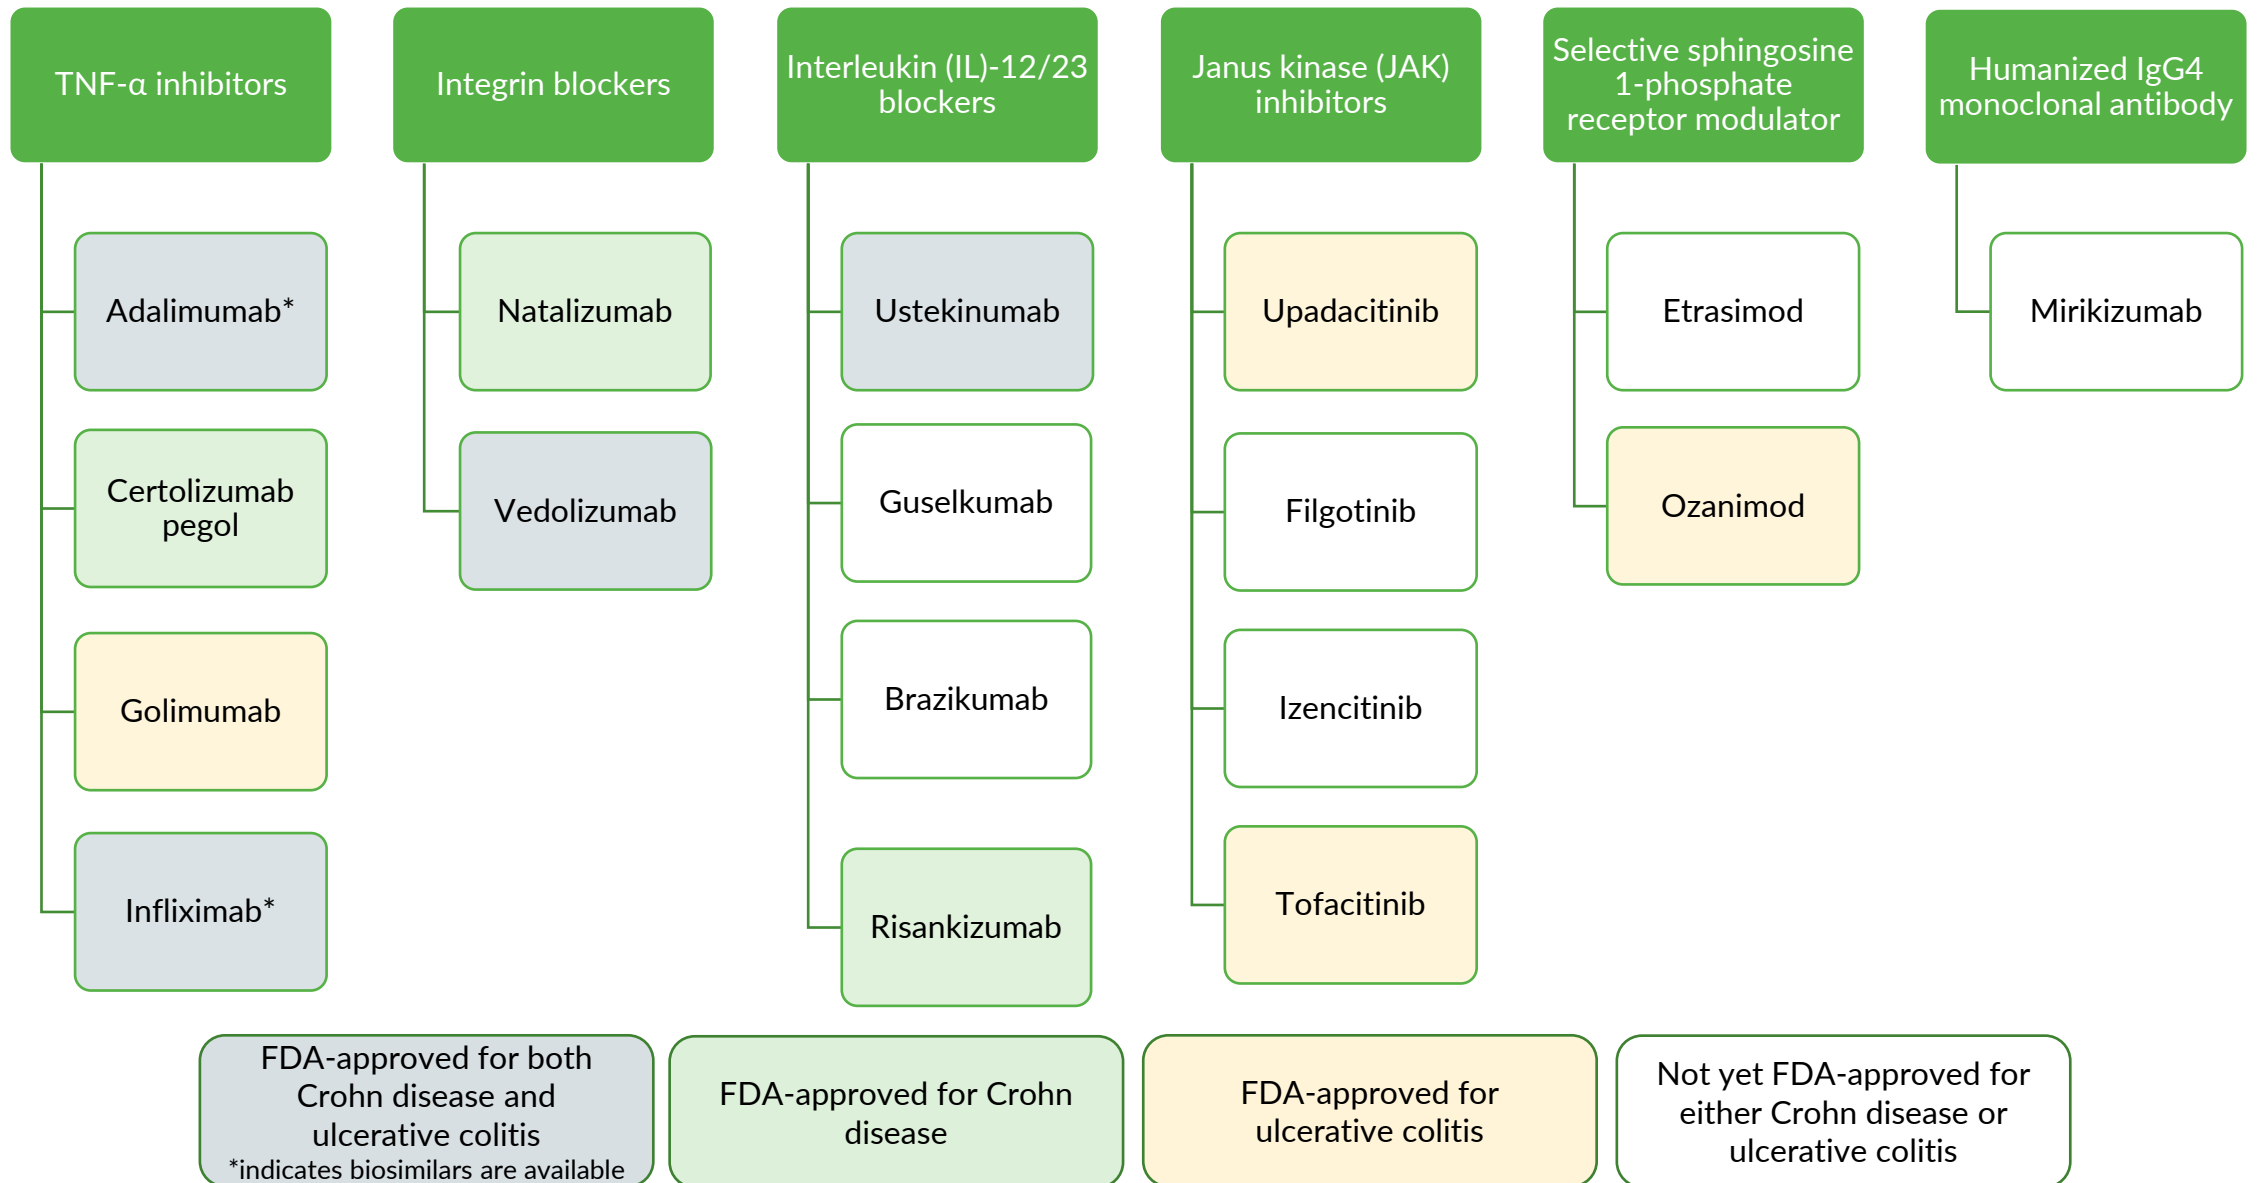 TNF-α inhibitors
Integrin blockers
Interleukin (IL)-12/23
blockers
Janus kinase (JAK)
inhibitors
Selective sphingosine
1-phosphate
receptor modulator
Humanized IgG4
monoclonal antibody
Adalimumab*
Certolizumab
pegol
Golimumab
Infliximab*
Natalizumab
Vedolizumab
Ustekinumab
Guselkumab
Brazikumab
Risankizumab
Upadacitinib
Filgotinib
Izencitinib
Tofacitinib
Etrasimod
Ozanimod
Mirikizumab
FDA-approved for both
Crohn disease and
ulcerative colitis
*indicates biosimilars are available
FDA-approved for Crohn
disease
FDA-approved for
ulcerative colitis
Not yet FDA-approved for
either Crohn disease or
ulcerative colitis